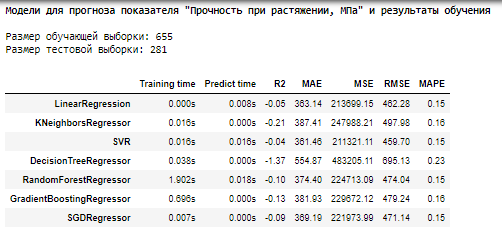 Модели для прогноза показателя "Прочность при растяжении, МПа" и результаты обучения
Размер обучающей выборки: 655
Размер тестовой выборки: 281
Training time Predict time R2 MAE MSE RMSE MAPE
LinearRegression 0.000s 0.008s -0.05 363.14 213699.15 462.28 0.15
KNeighborsRegressor 0.016s 0.000s -0.21 387.41 247988.21 497.98 0.16
SVR 0.016s 0.016s -0.04 361.46 211321.11 459.70 0.15
DecisionTreeRegressor 0.038s 0.000s -1.37 554.87 483205.11 695.13 0.23
RandomForestRegressor 1.902s 0.018s -0.10 374.40 224713.09 474.04 0.15
GradientBoostingRegressor 0.696s 0.000s -0.13 381.93 229672.12 479.24 0.16
SGDRegressor 0.007s 0.000s -0.09 369.19 221973.99 471.14 0.15